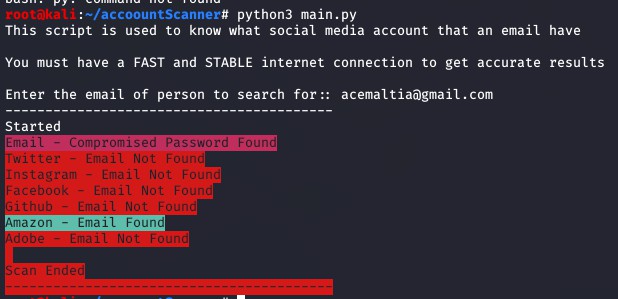 bash: py: command not found
root@kali:~/accoountScanner# python3 main.py
This script is used to know what social media account that an email have
You must have a FAST and STABLE internet connection to get accurate results
Enter the email of person to search for:: acemaltia@gmail.com
-----------------------------------------
Started
Email - Compromised Password Found
Twitter - Email Not Found
Instagram - Email Not Found
Facebook - Email Not Found
Github - Email Not Found
Amazon - Email Found
Adobe - Email Not Found
Scan Ended
-----------------------------------------
root@kali:~/accoountScanner#